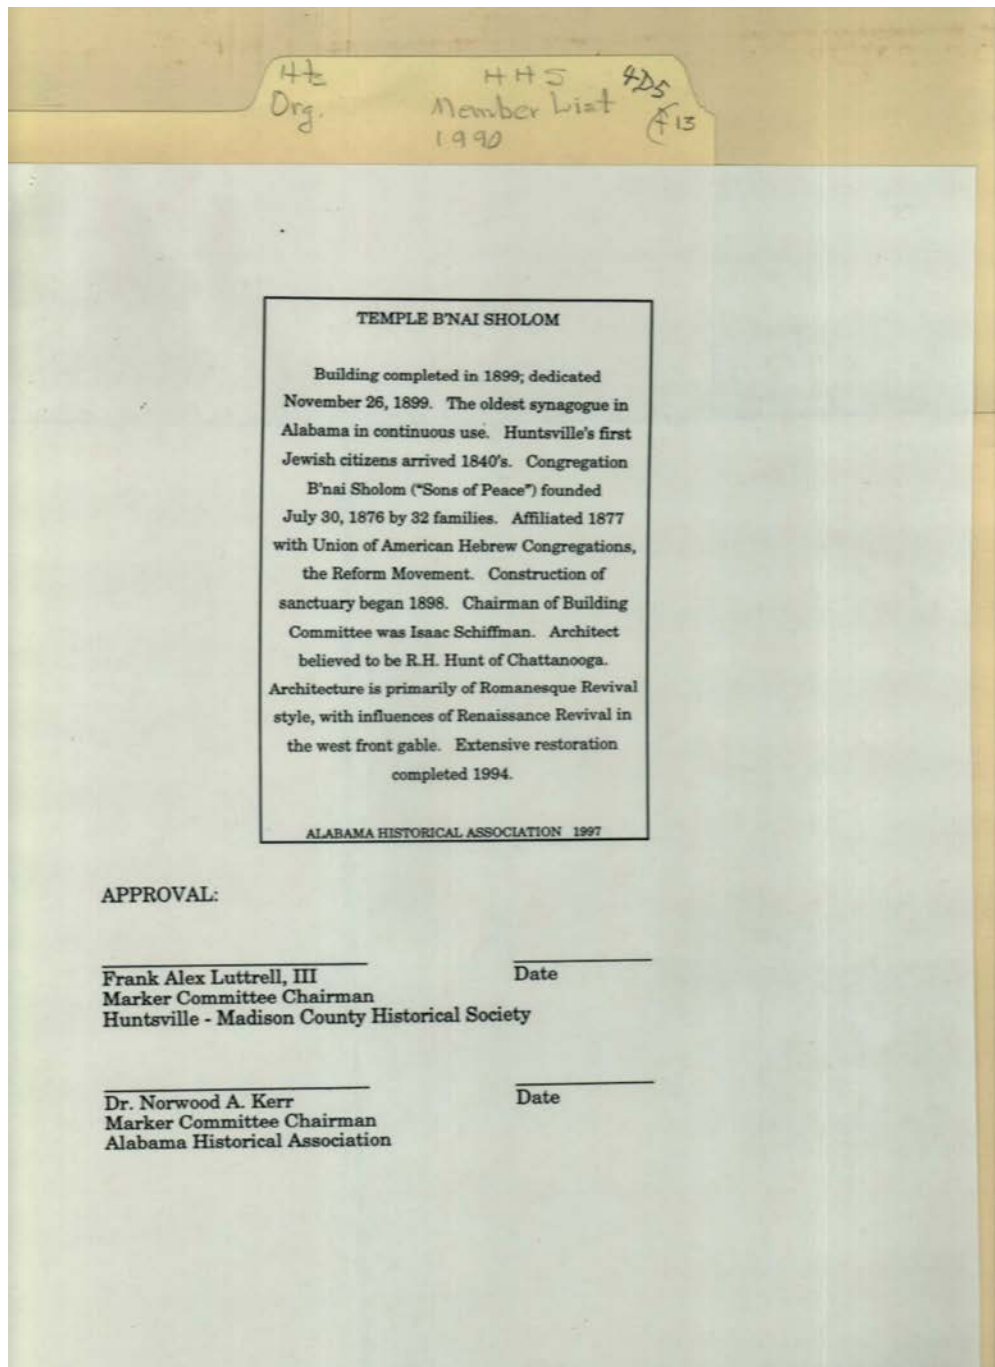 Org.
HHS
Member List
1990
4D5
F13
TEMPLE B'NAI SHOLOM
Building completed in 1899; dedicated
November 26, 1899. The oldest synagogue in
Alabama in continuous use. Huntsville's first
Jewish citizens arrived 1840's. Congregation
B'nai Sholom ("Sons of Peace") founded
July 30, 1876 by 32 families. Affiliated 1877
with Union of American Hebrew Congregations,
the Reform Movement. Construction of
sanctuary began 1898. Chairman of Building
Committee was Isaac Schiffman. Architect
believed to be R.H. Hunt of Chattanooga.
Architecture is primarily of Romanesque Revival
style, with influences of Renaissance Revival in
the west front gable. Extensive restoration
completed 1994.
ALABAMA HISTORICAL ASSOCIATION 1997
APPROVAL:
Frank Alex Luttrell, III Date
Marker Committee Chairman
Huntsville - Madison County Historical Society
Dr. Norwood A. Kerr Date
Marker Committee Chairman
Alabama Historical Association